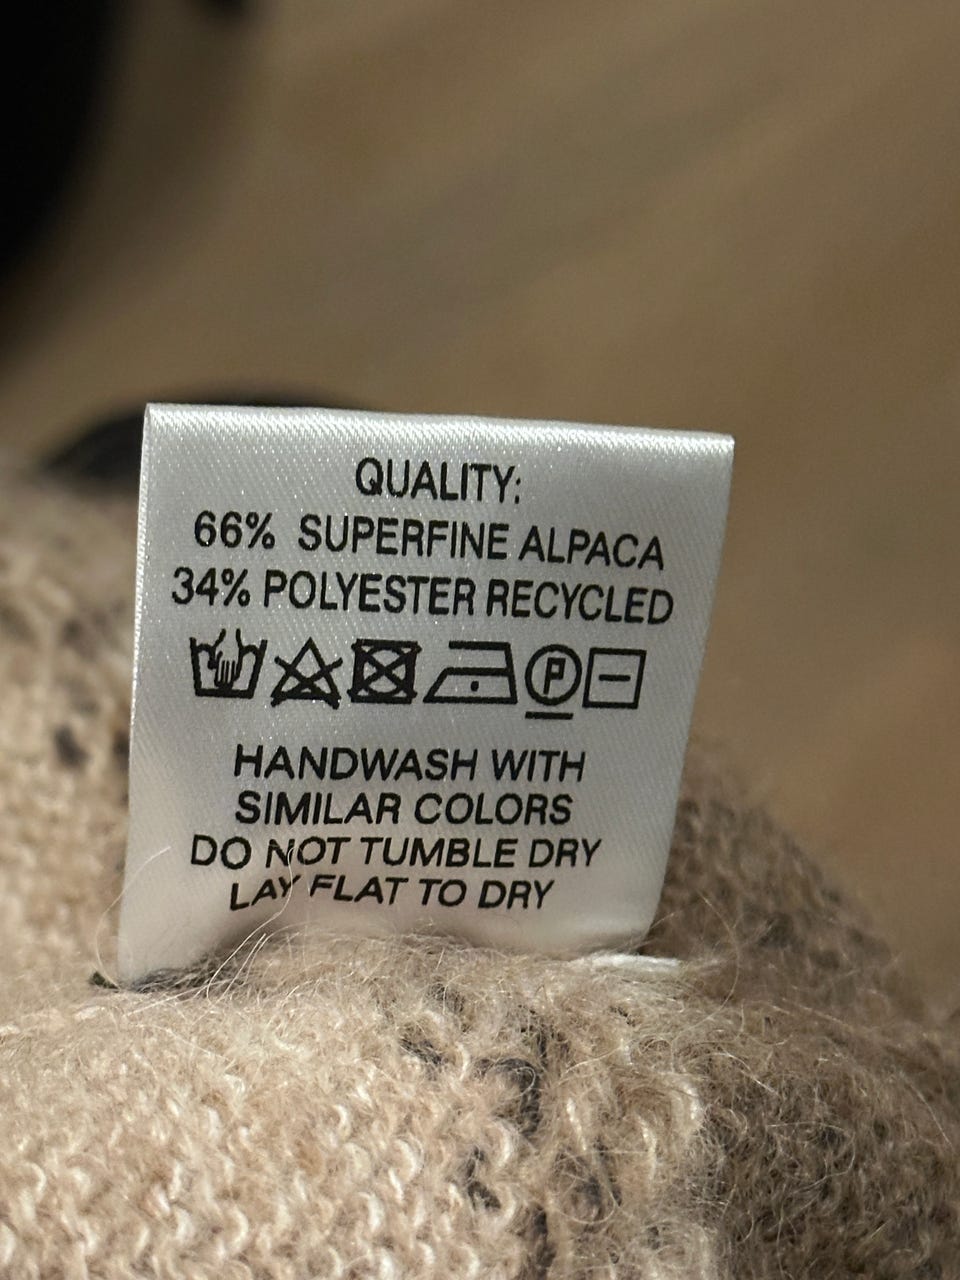 QUALITY:
66% SUPERFINE ALPACA
34% POLYESTER RECYCLED
P
HANDWASH WITH
SIMILAR COLORS
DO NOT TUMBLE DRY
LAY FLAT TO DRY